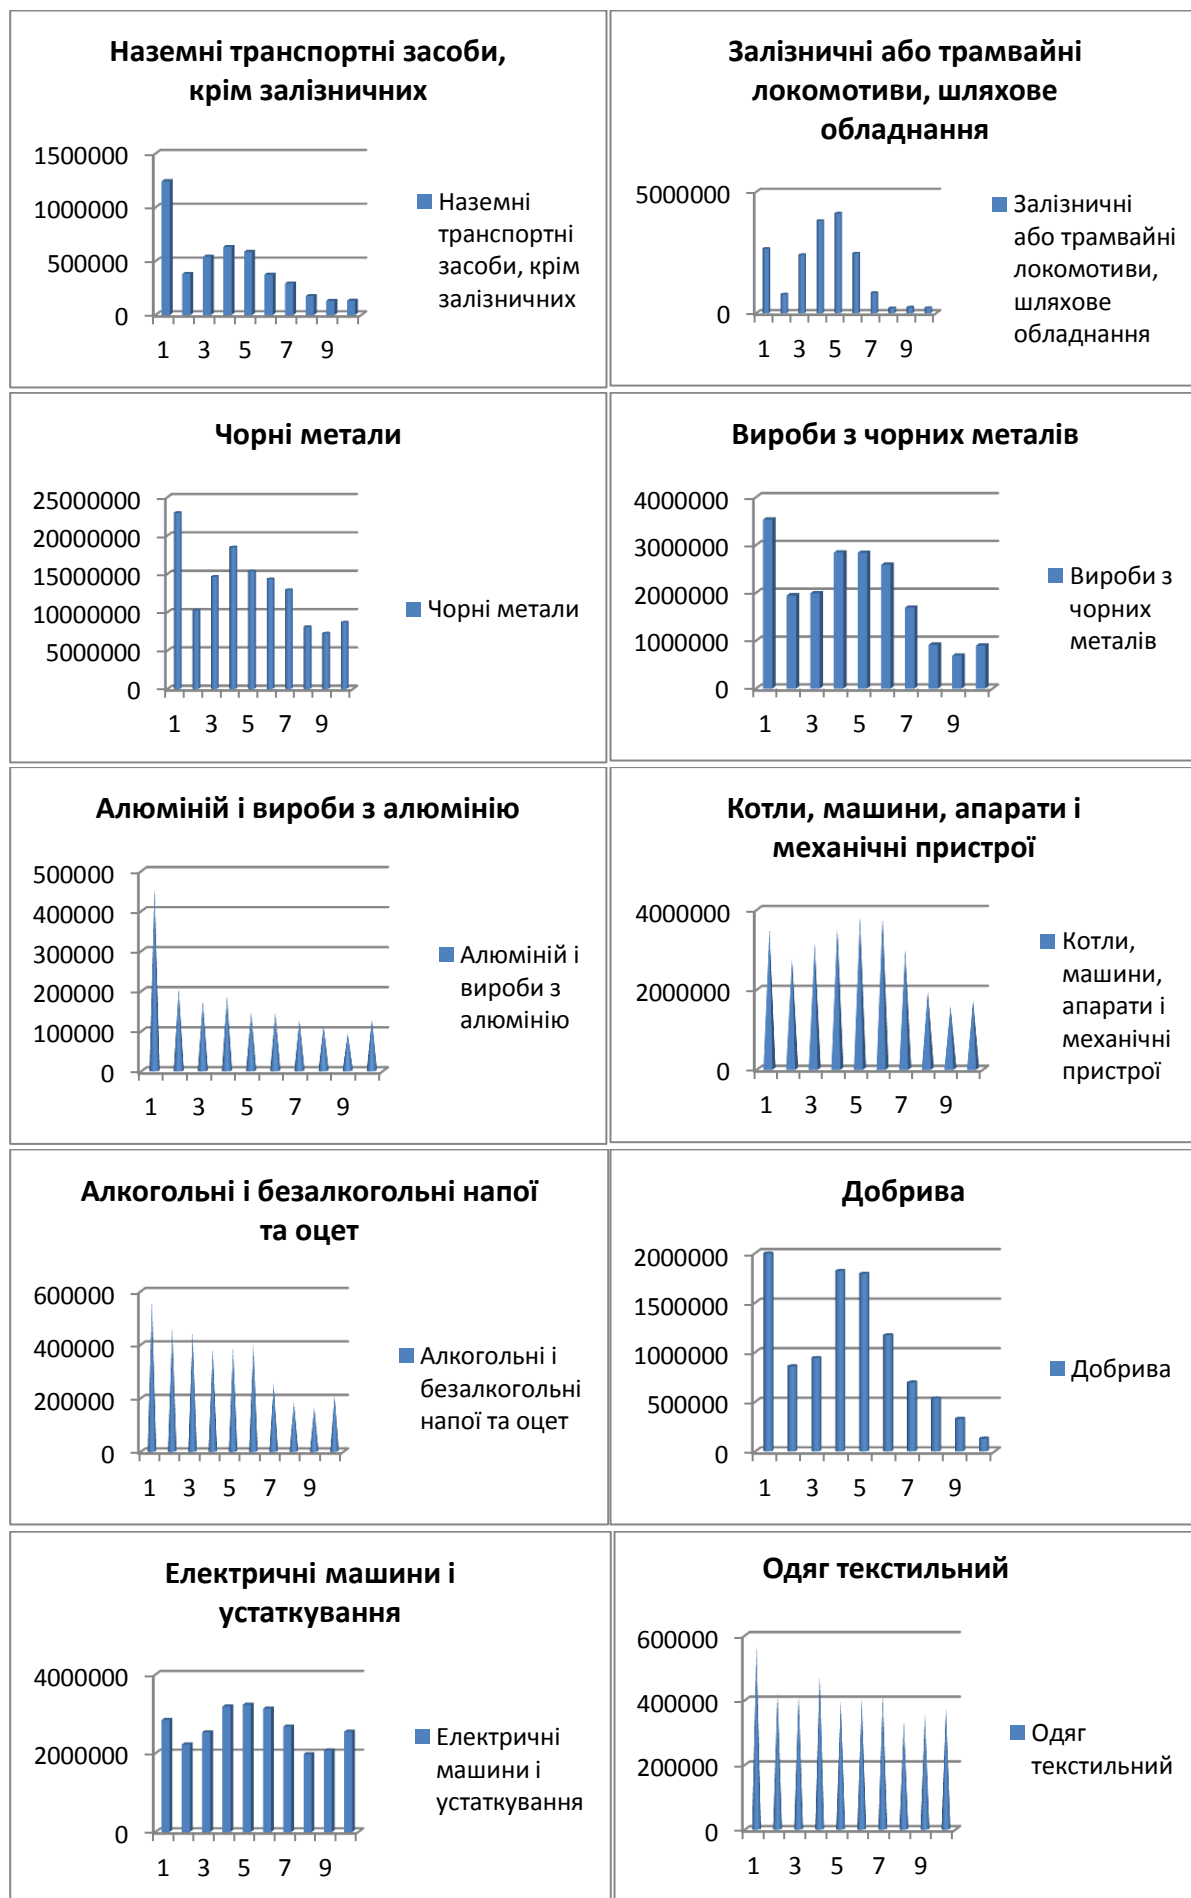 Наземні транспортні засоби,
крім залізничних
1500000
1000000
500000
0
1 3 5 7 9
Наземні
транспортні
засоби, крім
залізничних
Залізничні або трамвайні
локомотиви, шляхове
обладнання
5000000
0
1 3 5 7 9
Залізничні
або трамвайні
локомотиви,
шляхове
обладнання
Чорні метали
25000000
20000000
15000000
10000000
5000000
0
1 3 5 7 9
Чорні метали
Вироби з чорних металів
4000000
3000000
2000000
1000000
0
1 3 5 7 9
Вироби з
чорних
металів
Алюміній і вироби з алюмінію
500000
400000
300000
200000
100000
0
1 3 5 7 9
Алюміній і
вироби з
алюмінію
Котли, машини, апарати і
механічні пристрої
4000000
2000000
0
1 3 5 7 9
Котли,
машини,
апарати і
механічні
пристрої
Алкогольні і безалкогольні напої
та оцет
600000
400000
200000
0
1 3 5 7 9
Алкогольні і
безалкогольні
напої та оцет
Добрива
2000000
1500000
1000000
500000
0
1 3 5 7 9
Добрива
Електричні машини і
устаткування
4000000
2000000
0
1 3 5 7 9
Електричні
машини і
устаткування
Одяг текстильний
600000
400000
200000
0
1 3 5 7 9
Одяг
текстильний